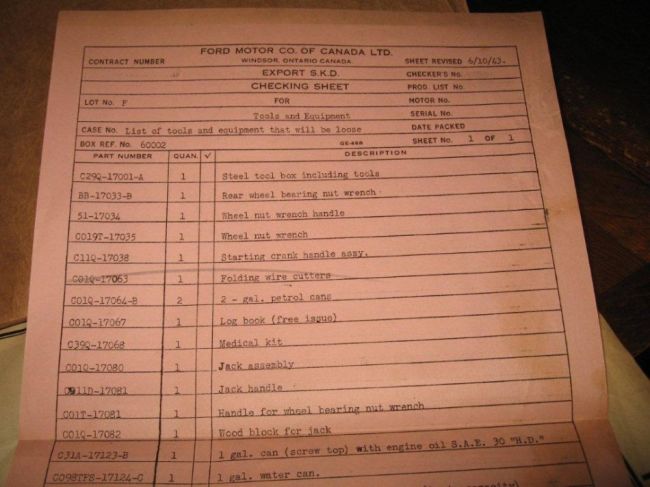 FORD MOTOR CO. OF CANADA LTD.
WINDSOR, ONTARIO CANADA
CONTRACT NUMBER SHEET REVISED 6/10/43.
EXPORT S.K.D. CHECKER'S No.
CHECKING SHEET PROD. LIST No.
LOT No. F FOR MOTOR No.
Tools and Equipment SERIAL No.
CASE No. List of tools and equipment that will be loose DATE PACKED
BOX REF. No. 60002 SHEET No. 1 OF 1
PART NUMBER QUAN. ✓ DESCRIPTION
C29Q-17001-A 1 Steel tool box including tools
BB-17033-B 1 Rear wheel bearing nut wrench
51-17034 1 Wheel nut wrench handle
C019T-17035 1 Wheel nut wrench
C11Q-17038 1 Starting crank handle assy.
C01Q-17063 1 Folding wire cutters
C01Q-17064-B 2 2 - gal. petrol cans
C01Q-17067 1 Log book (free issue)
C39Q-17068 1 Medical kit
C01Q-17080 1 Jack assembly
11D-17081 1 Jack handle
C01T-17081 1 Handle for wheel bearing nut wrench
C01Q-17082 1 Wood block for jack
C31A-17123-B 1 1 gal. can (screw top) with engine oil S.A.E. 30 "H.D."
C098TFS-17124-C 1 1 gal. water can.